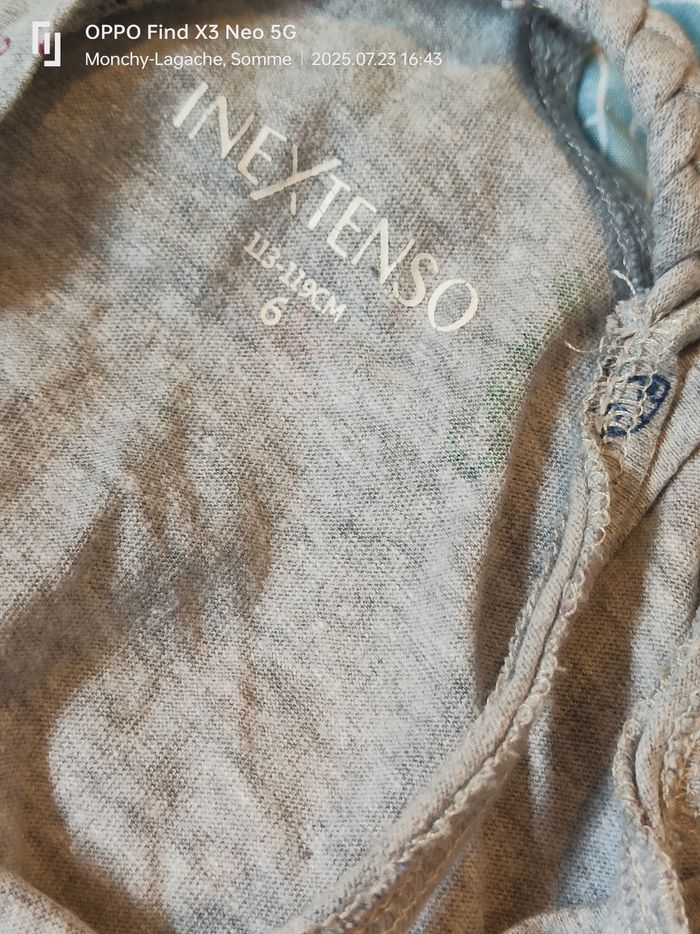 OPPO Find X3 Neo 5G
Monchy-Lagache, Somme | 2025.07.23 16:43
INEXTENSO
113-119CM
6